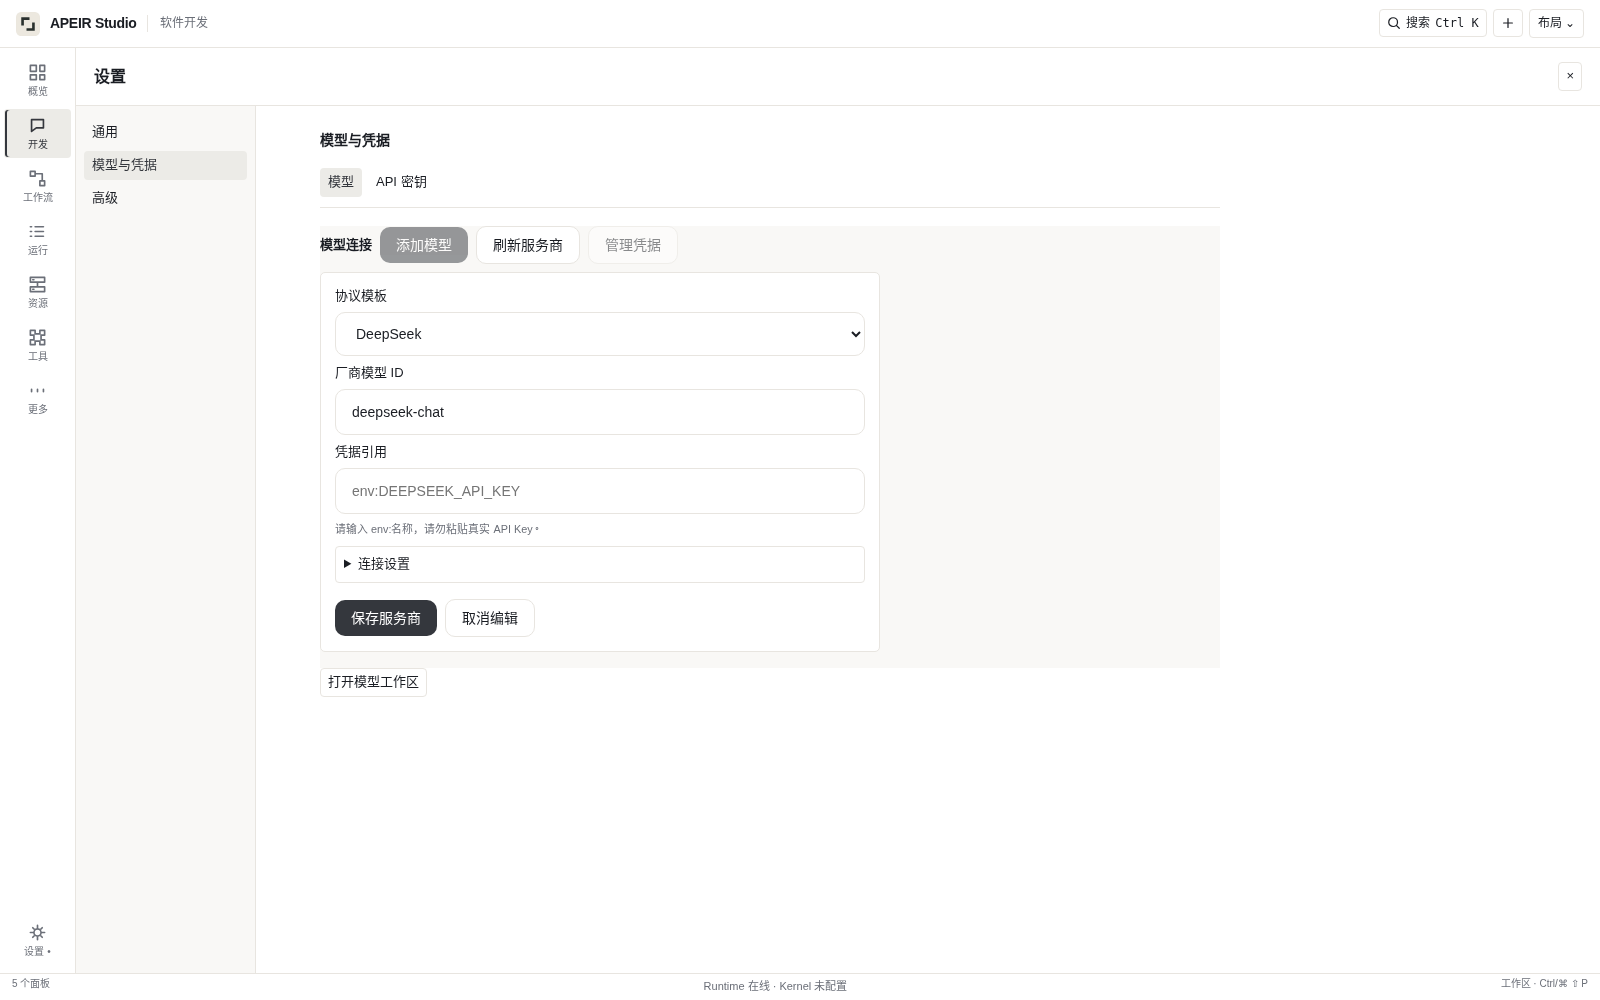 APEIR Studio
软件开发
搜索 Ctrl K
布局
概览
开发
工作流
运行
资源
工具
更多
设置
×
通用
模型与凭据
高级
模型与凭据
模型
API 密钥
模型连接
添加模型
刷新服务商
管理凭据
协议模板
DeepSeek
厂商模型 ID
deepseek-chat
凭据引用
env:DEEPSEEK_API_KEY
请输入 env:名称，请勿粘贴真实 API Key。
连接设置
保存服务商
取消编辑
打开模型工作区
设置 •
5 个面板
Runtime 在线 · Kernel 未配置
工作区 · Ctrl/⌘ ⇧ P